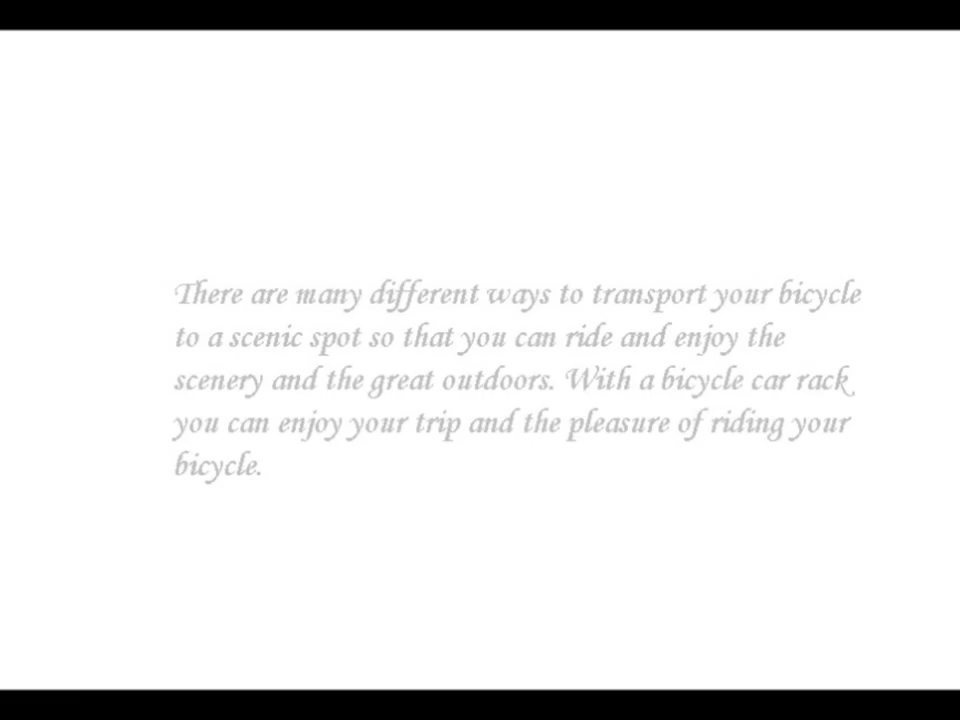 There are many different ways to transport your bicycle
to a scenic spot so that you can ride and enjoy the
scenery and the great outdoors. With a bicycle car rack
you can enjoy your trip and the pleasure of riding your
bicycle.